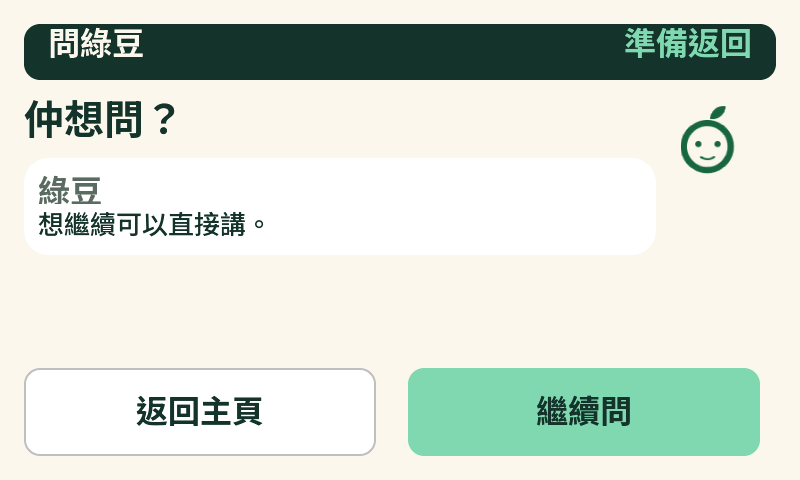 問綠豆
準備返回
仲想問？
綠豆
想繼續可以直接講。
返回主頁
繼續問